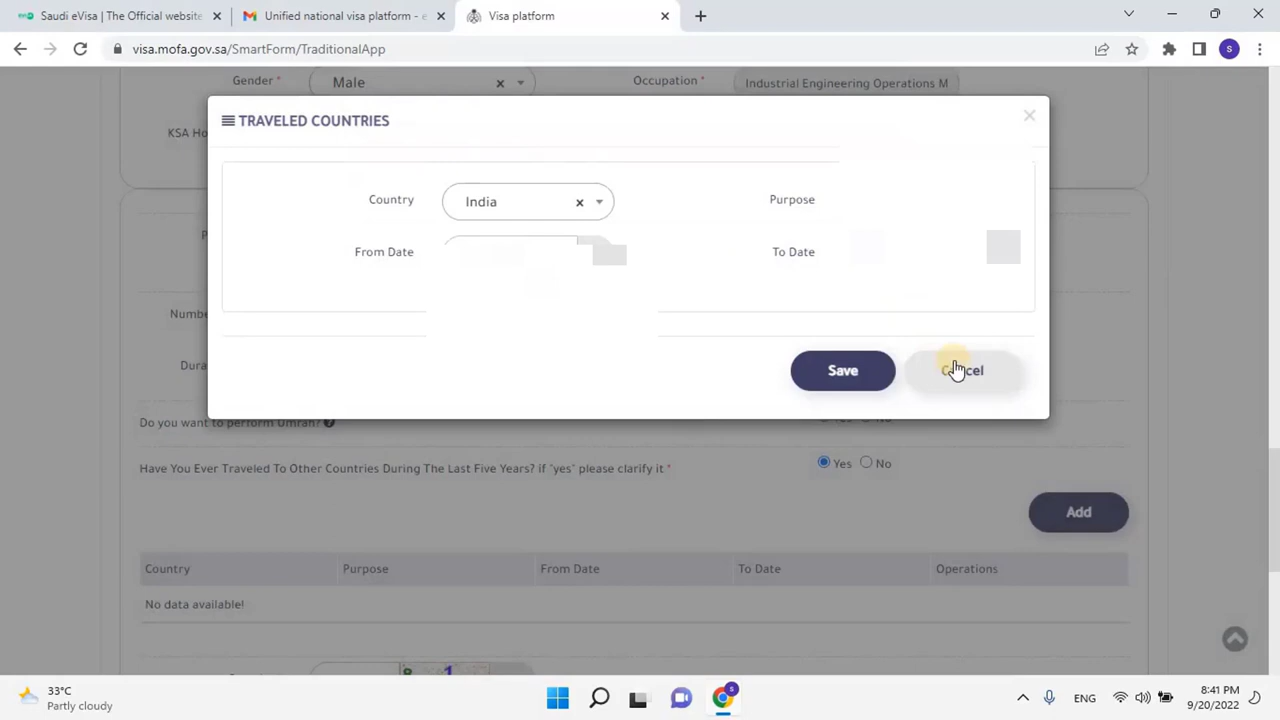 Saudi eVisa | The Official website
Unified national visa platform - e
Visa platform
S
visa.mofa.gov.sa/SmartForm/TraditionalApp
S
Gender *
Male
Occupation *
Industrial Engineering Operations M
KSA Ho
TRAVELED COUNTRIES
Country
India
Purpose
From Date
To Date
Numbe
Dura
Save
Cancel
Do you want to perform Umrah?
Yes
No
Have You Ever Traveled To Other Countries During The Last Five Years? if "yes" please clarify it *
Yes
No
Add
Country
Purpose
From Date
To Date
Operations
No data available!
33°C
Partly cloudy
ENG
8:41 PM
9/20/2022